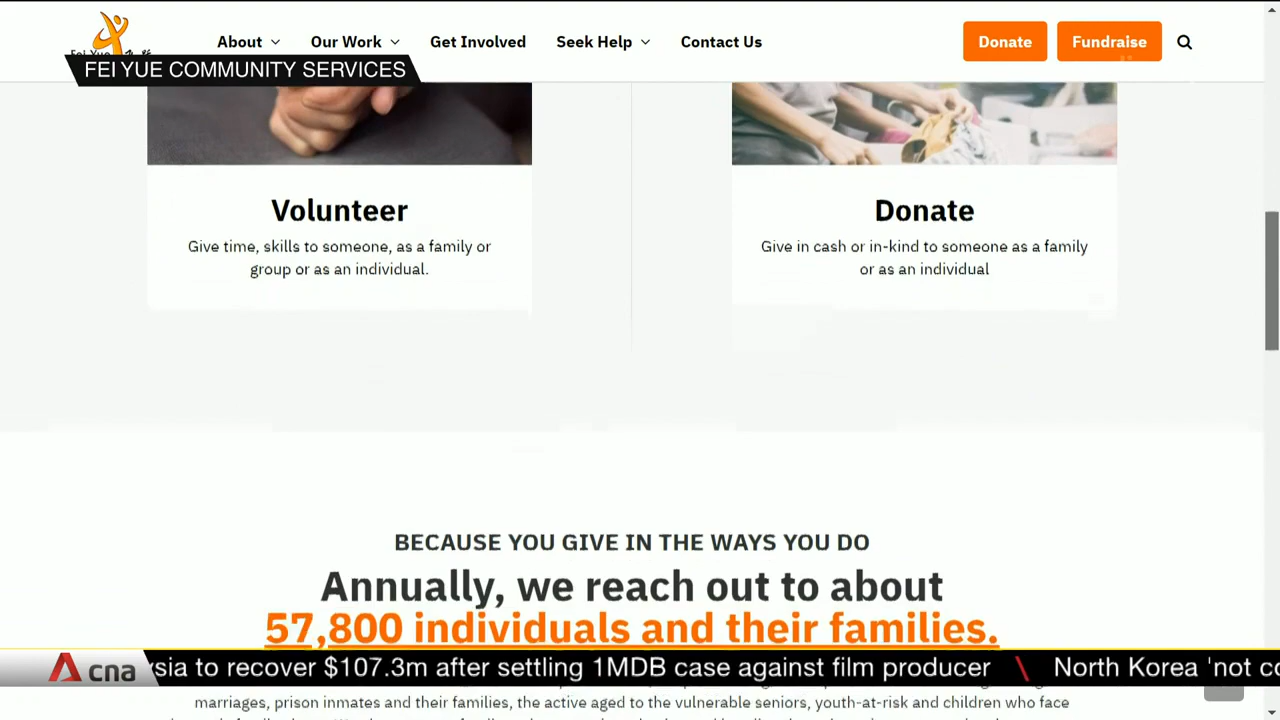 About
Our Work
Get Involved
Seek Help
Contact Us
Donate
Fundraise
FEI YUE COMMUNITY SERVICES
Volunteer
Give time, skills to someone, as a family or
group or as an individual.
Donate
Give in cash or in-kind to someone as a family
or as an individual
BECAUSE YOU GIVE IN THE WAYS YOU DO
Annually, we reach out to about
57,800 individuals and their families.
cna
ysia to recover $107.3m after settling 1MDB case against film producer \ North Korea 'not co
marriages, prison inmates and their families, the active aged to the vulnerable seniors, youth-at-risk and children who face